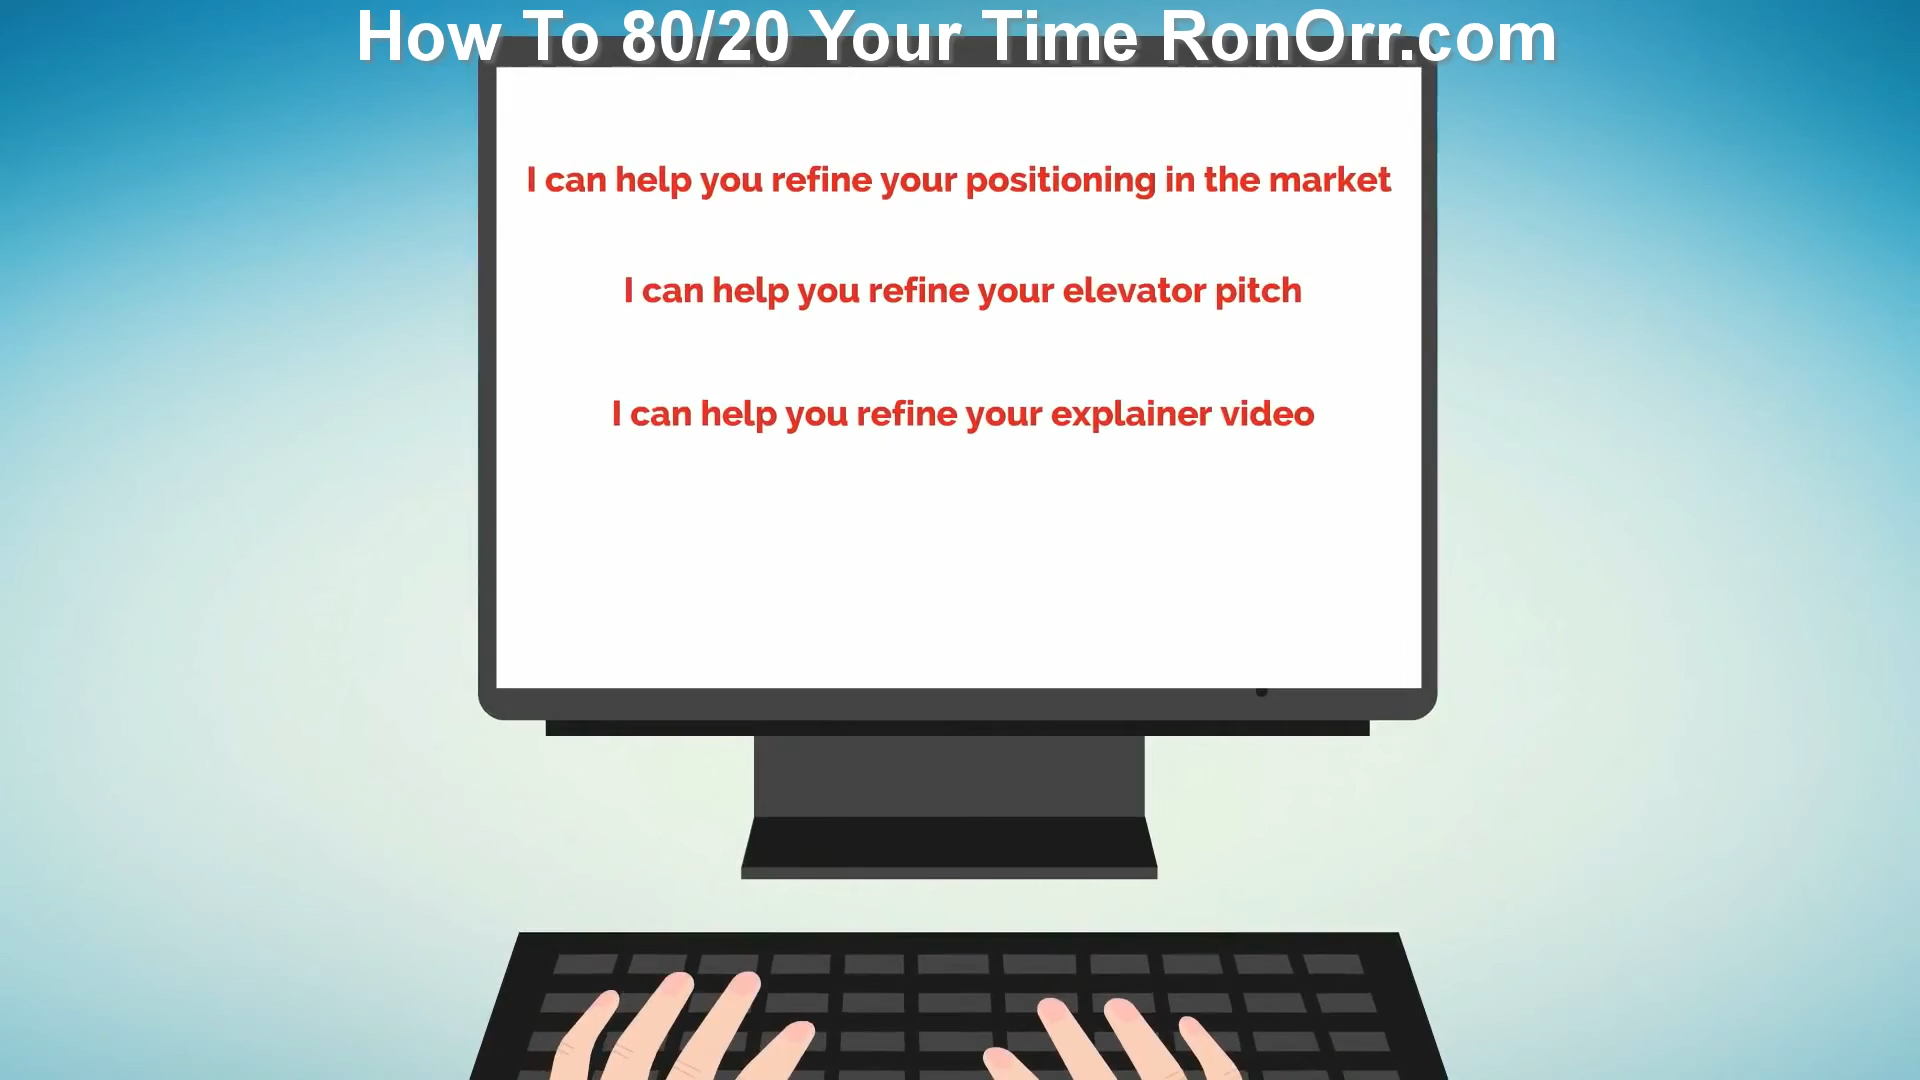 How To 80/20 Your Time RonOrr.com
I can help you refine your positioning in the market
I can help you refine your elevator pitch
I can help you refine your explainer video